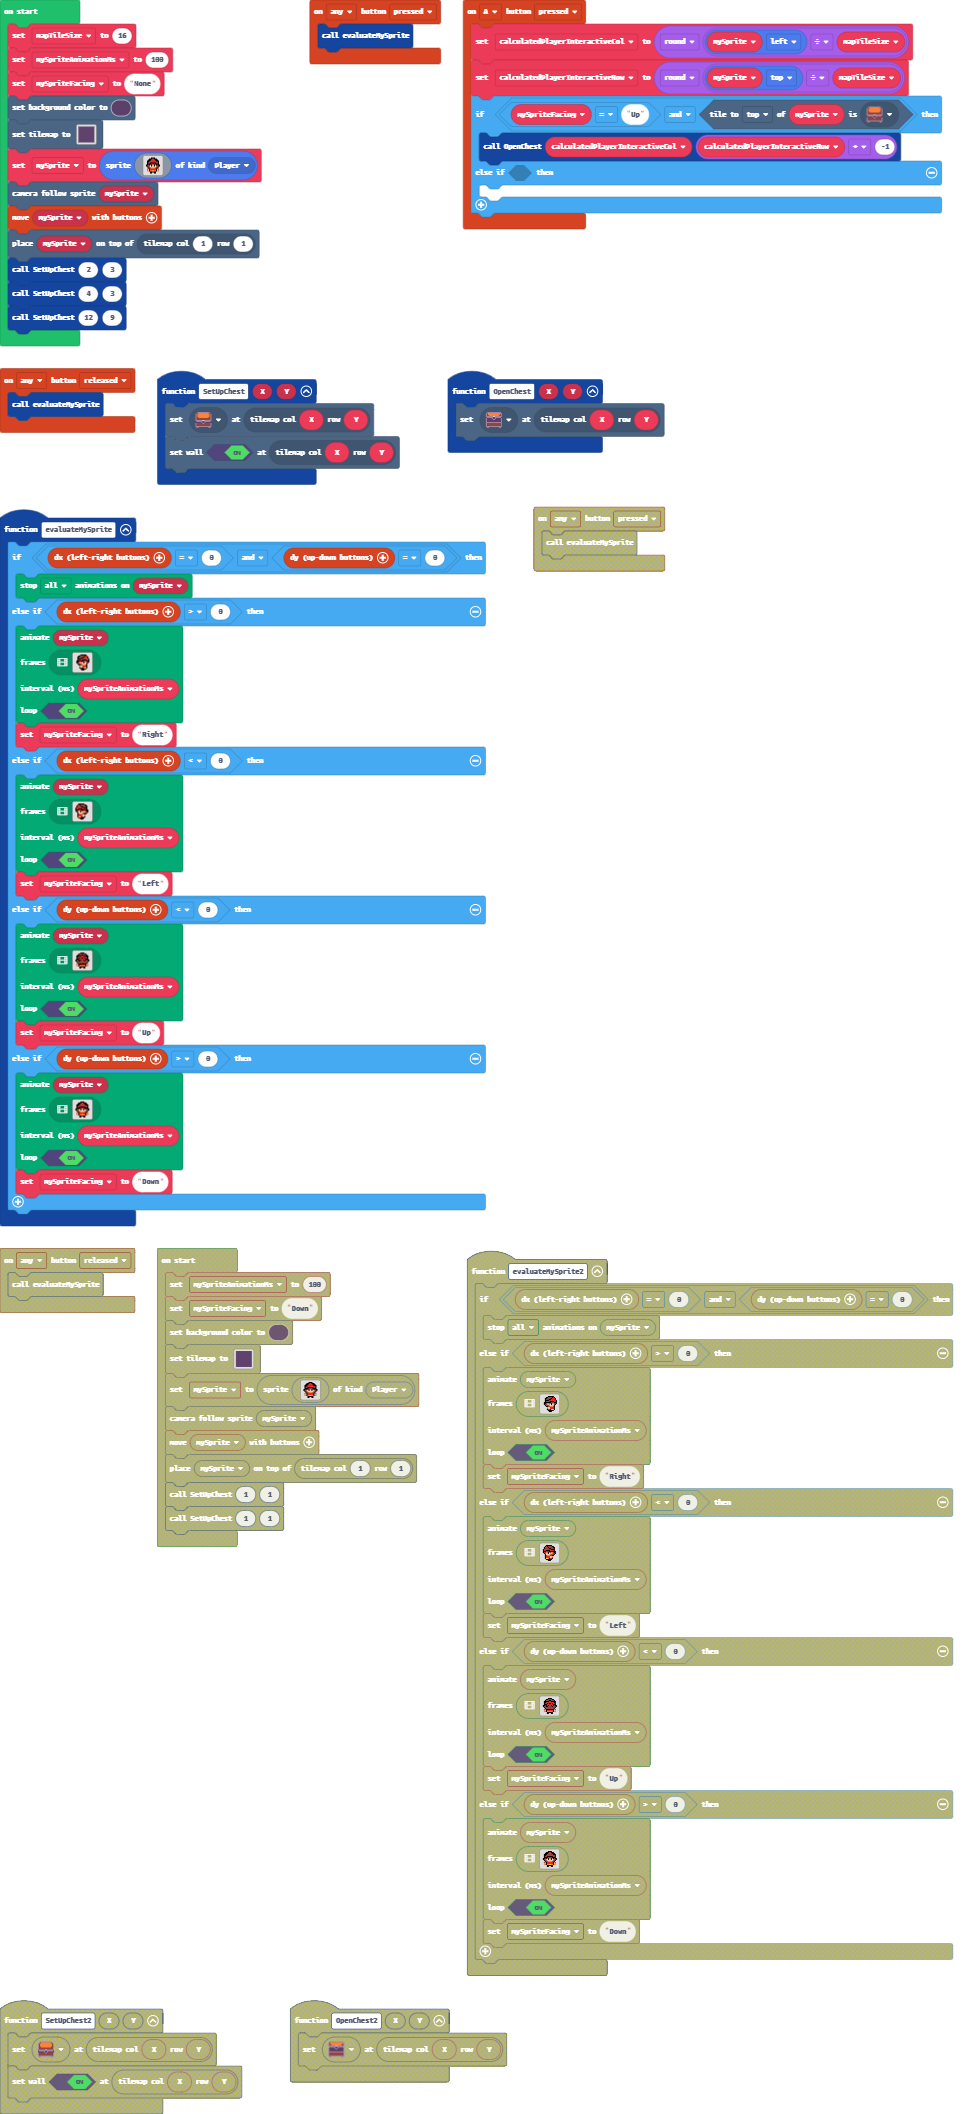 on start
set mapTileSize to 16
set mySpriteAnimationMs to 100
set mySpriteFacing to "None"
set background color to
set tilemap to
set mySprite to sprite of kind Player
camera follow sprite mySprite
move mySprite with buttons
place mySprite on top of tilemap col 1 row 1
call SetUpChest 2 3
call SetUpChest 4 3
call SetUpChest 12 9
on any button pressed
call evaluateMySprite
on A button pressed
set calculatedPlayerInteractiveCol to round mySprite left ÷ mapTileSize
set calculatedPlayerInteractiveRow to round mySprite top ÷ mapTileSize
if mySpriteFacing = "Up" and tile to top of mySprite is then
call OpenChest calculatedPlayerInteractiveCol calculatedPlayerInteractiveRow + -1
else if then
on any button released
call evaluateMySprite
function SetUpChest X Y
set at tilemap col X row Y
set wall ON at tilemap col X row Y
function OpenChest X Y
set at tilemap col X row Y
function evaluateMySprite
if dx (left-right buttons) = 0 and dy (up-down buttons) = 0 then
stop all animations on mySprite
else if dx (left-right buttons) > 0 then
animate mySprite
frames
interval (ms) mySpriteAnimationMs
loop ON
set mySpriteFacing to "Right"
else if dx (left-right buttons) < 0 then
animate mySprite
frames
interval (ms) mySpriteAnimationMs
loop ON
set mySpriteFacing to "Left"
else if dy (up-down buttons) < 0 then
animate mySprite
frames
interval (ms) mySpriteAnimationMs
loop ON
set mySpriteFacing to "Up"
else if dy (up-down buttons) > 0 then
animate mySprite
frames
interval (ms) mySpriteAnimationMs
loop ON
set mySpriteFacing to "Down"
on any button pressed
call evaluateMySprite
on any button released
call evaluateMySprite
on start
set mySpriteAnimationMs to 100
set mySpriteFacing to "Down"
set background color to
set tilemap to
set mySprite to sprite of kind Player
camera follow sprite mySprite
move mySprite with buttons
place mySprite on top of tilemap col 1 row 1
call SetUpChest 1 1
call SetUpChest 1 1
function evaluateMySprite2
if dx (left-right buttons) = 0 and dy (up-down buttons) = 0 then
stop all animations on mySprite
else if dx (left-right buttons) > 0 then
animate mySprite
frames
interval (ms) mySpriteAnimationMs
loop ON
set mySpriteFacing to "Right"
else if dx (left-right buttons) < 0 then
animate mySprite
frames
interval (ms) mySpriteAnimationMs
loop ON
set mySpriteFacing to "Left"
else if dy (up-down buttons) < 0 then
animate mySprite
frames
interval (ms) mySpriteAnimationMs
loop ON
set mySpriteFacing to "Up"
else if dy (up-down buttons) > 0 then
animate mySprite
frames
interval (ms) mySpriteAnimationMs
loop ON
set mySpriteFacing to "Down"
function SetUpChest2 X Y
set at tilemap col X row Y
set wall ON at tilemap col X row Y
function OpenChest2 X Y
set at tilemap col X row Y